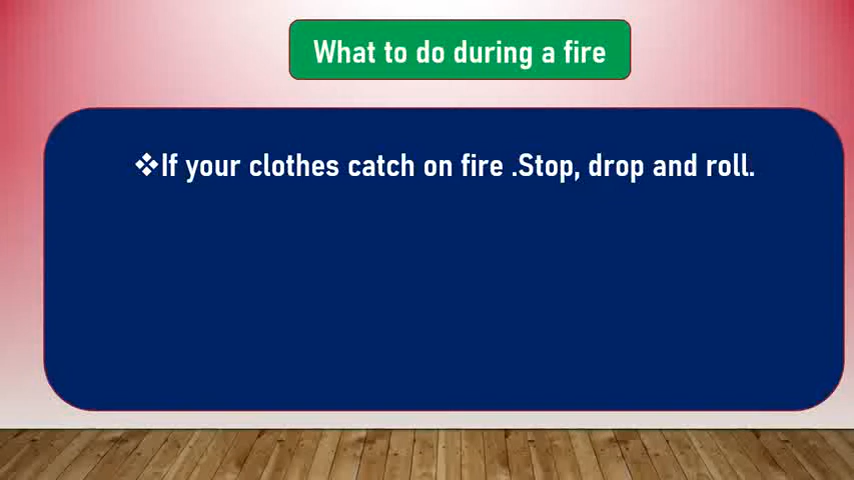 What to do during a fire
❖If your clothes catch on fire .Stop, drop and roll.